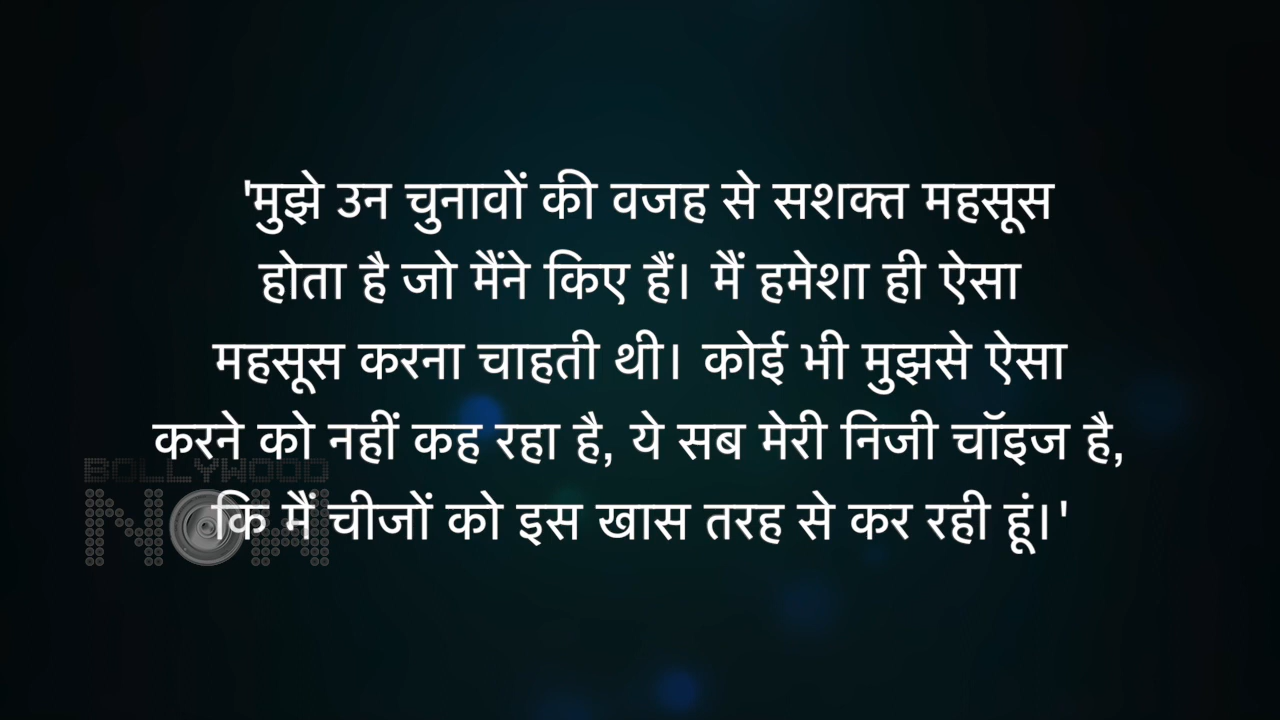 'मुझे उन चुनावों की वजह से सशक्त महसूस
होता है जो मैंने किए हैं। मैं हमेशा ही ऐसा
महसूस करना चाहती थी। कोई भी मुझसे ऐसा
करने को नहीं कह रहा है, ये सब मेरी निजी चॉइज है,
कि मैं चीजों को इस खास तरह से कर रही हूं।'
BOLLYWOOD
NOW